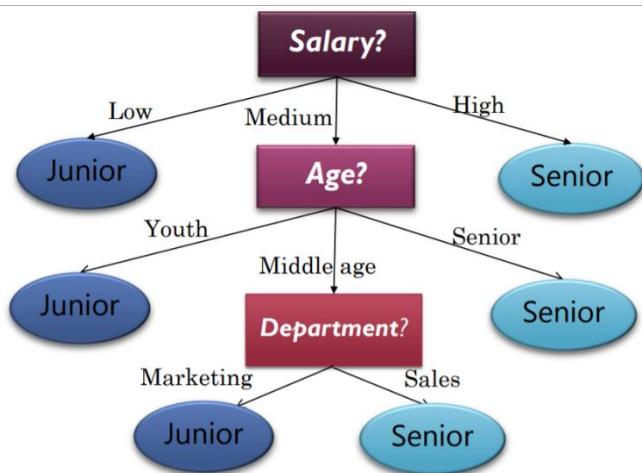 Salary?
Low
Medium
High
Junior
Age?
Senior
Youth
Middle age
Senior
Junior
Department?
Senior
Marketing
Sales
Junior
Senior